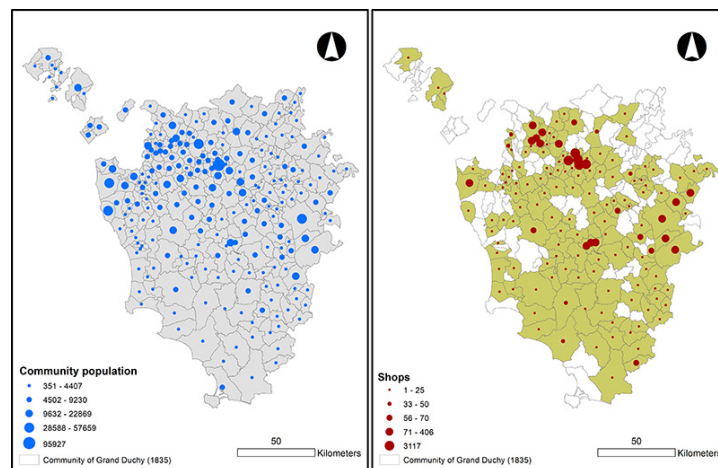 Community population
351 - 4407
4502 - 9230
9632 - 22869
28588 - 57659
95927
50
Kilometers
Community of Grand Duchy (1835)
Shops
1 - 25
33 - 50
56 - 70
71 - 406
3117
50
Kilometers
Community of Grand Duchy (1835)